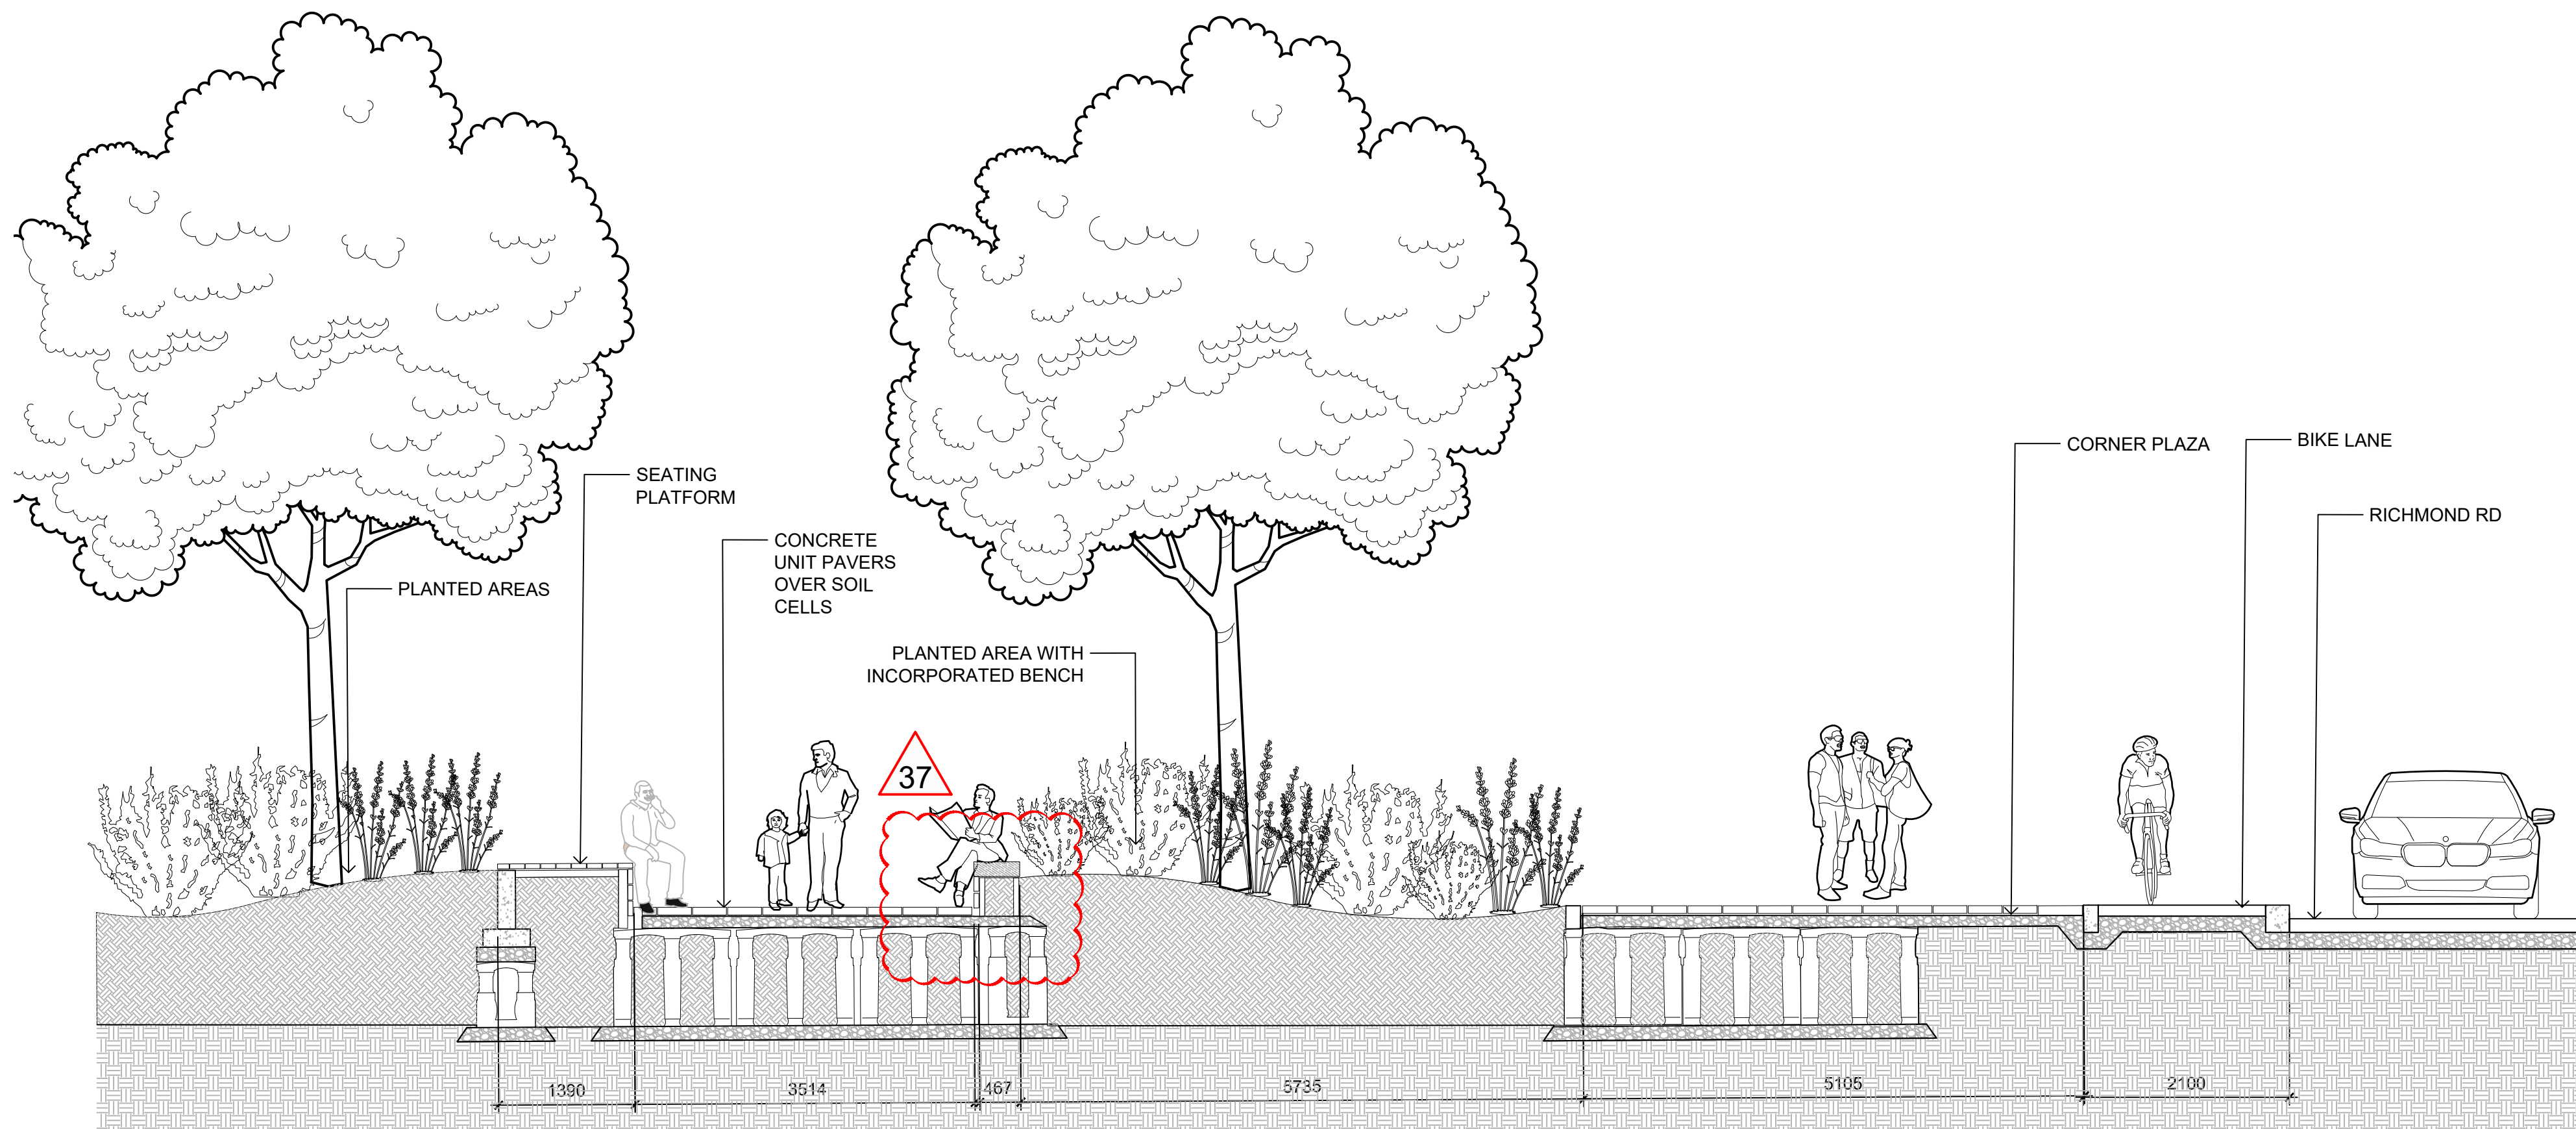 CORNER PLAZA
BIKE LANE
SEATING
PLATFORM
RICHMOND RD
CONCRETE
UNIT PAVERS
OVER SOIL
CELLS
PLANTED AREAS
PLANTED AREA WITH
INCORPORATED BENCH
37
1390
3514
467
5735
5105
2100